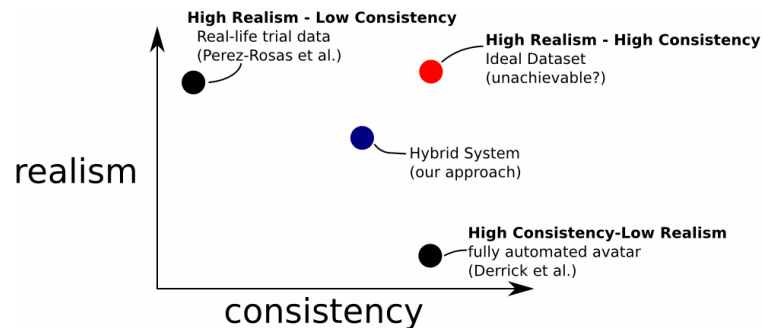 High Realism - Low Consistency
Real-life trial data
(Perez-Rosas et al.)
High Realism - High Consistency
Ideal Dataset
(unachievable?)
Hybrid System
(our approach)
realism
High Consistency-Low Realism
fully automated avatar
(Derrick et al.)
consistency